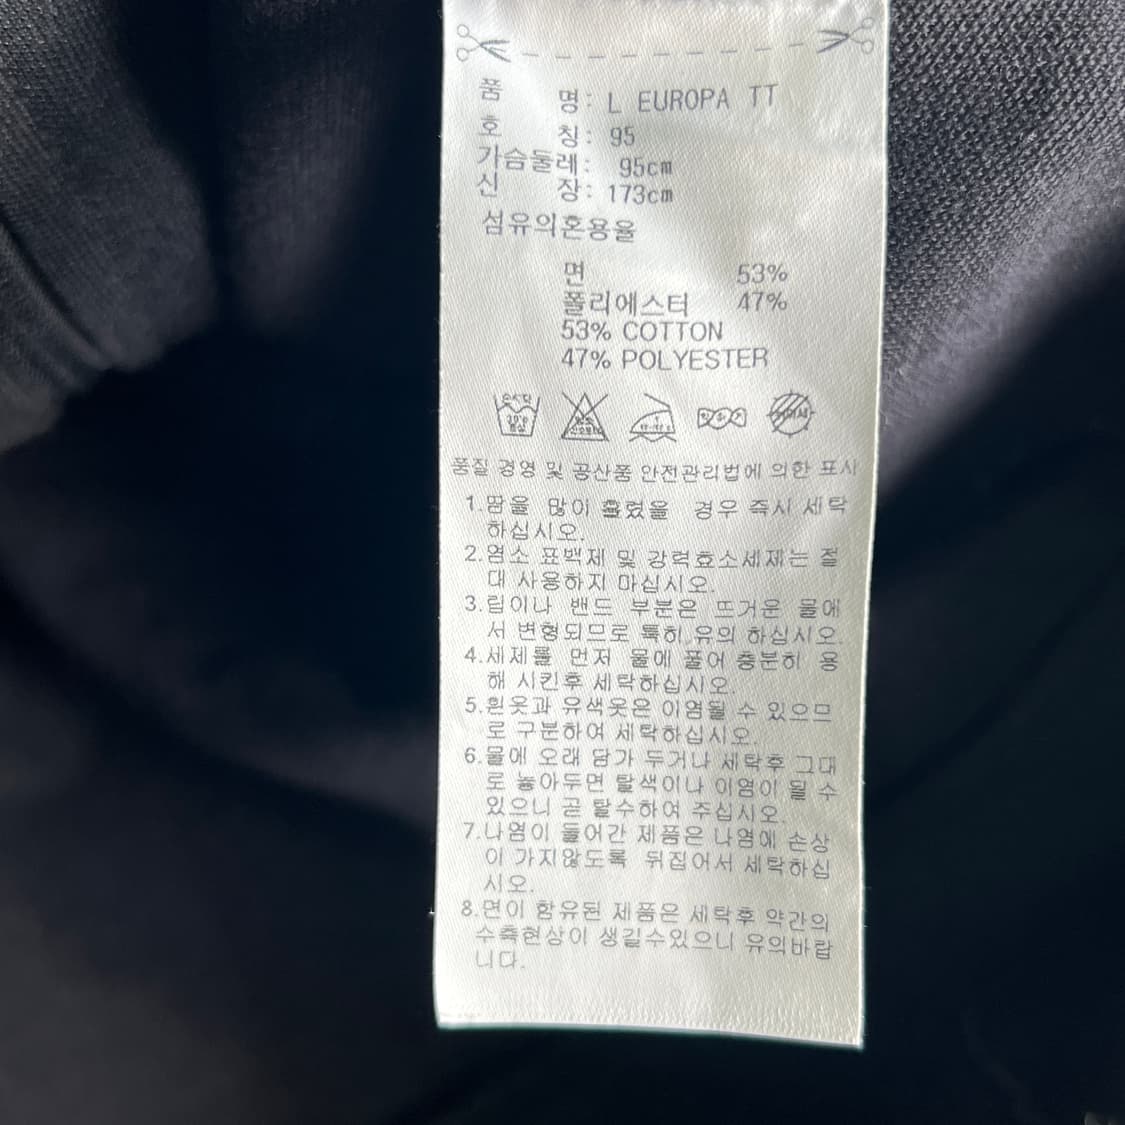 품 명: L EUROPA TT
호 칭: 95
가슴둘레: 95cm
신 장: 173cm
섬유의혼용율
면 53%
폴리에스터 47%
53% COTTON
47% POLYESTER
품질 경영 및 공산품 안전관리법에 의한 표시
1.땀을 많이 흘렸을 경우 즉시 세탁
하십시오.
2.염소 표백제 및 강력효소세제는 절
대 사용하지 마십시오.
3.립이나 밴드 부분은 뜨거운 물에
서 변형되므로 특히 유의 하십시오.
4.세제를 먼저 물에 풀어 충분히 용
해 시킨후 세탁하십시오.
5.흰옷과 유색옷은 이염될 수 있으므
로 구분하여 세탁하십시오.
6.물에 오래 담가 두거나 세탁후 그대
로 놓아두면 탈색이나 이염이 될 수
있으니 곧 탈수하여 주십시오.
7.나염이 들어간 제품은 나염에 손상
이 가지않도록 뒤집어서 세탁하십
시오.
8.면이 함유된 제품은 세탁후 약간의
수축현상이 생길수있으니 유의바랍
니다.